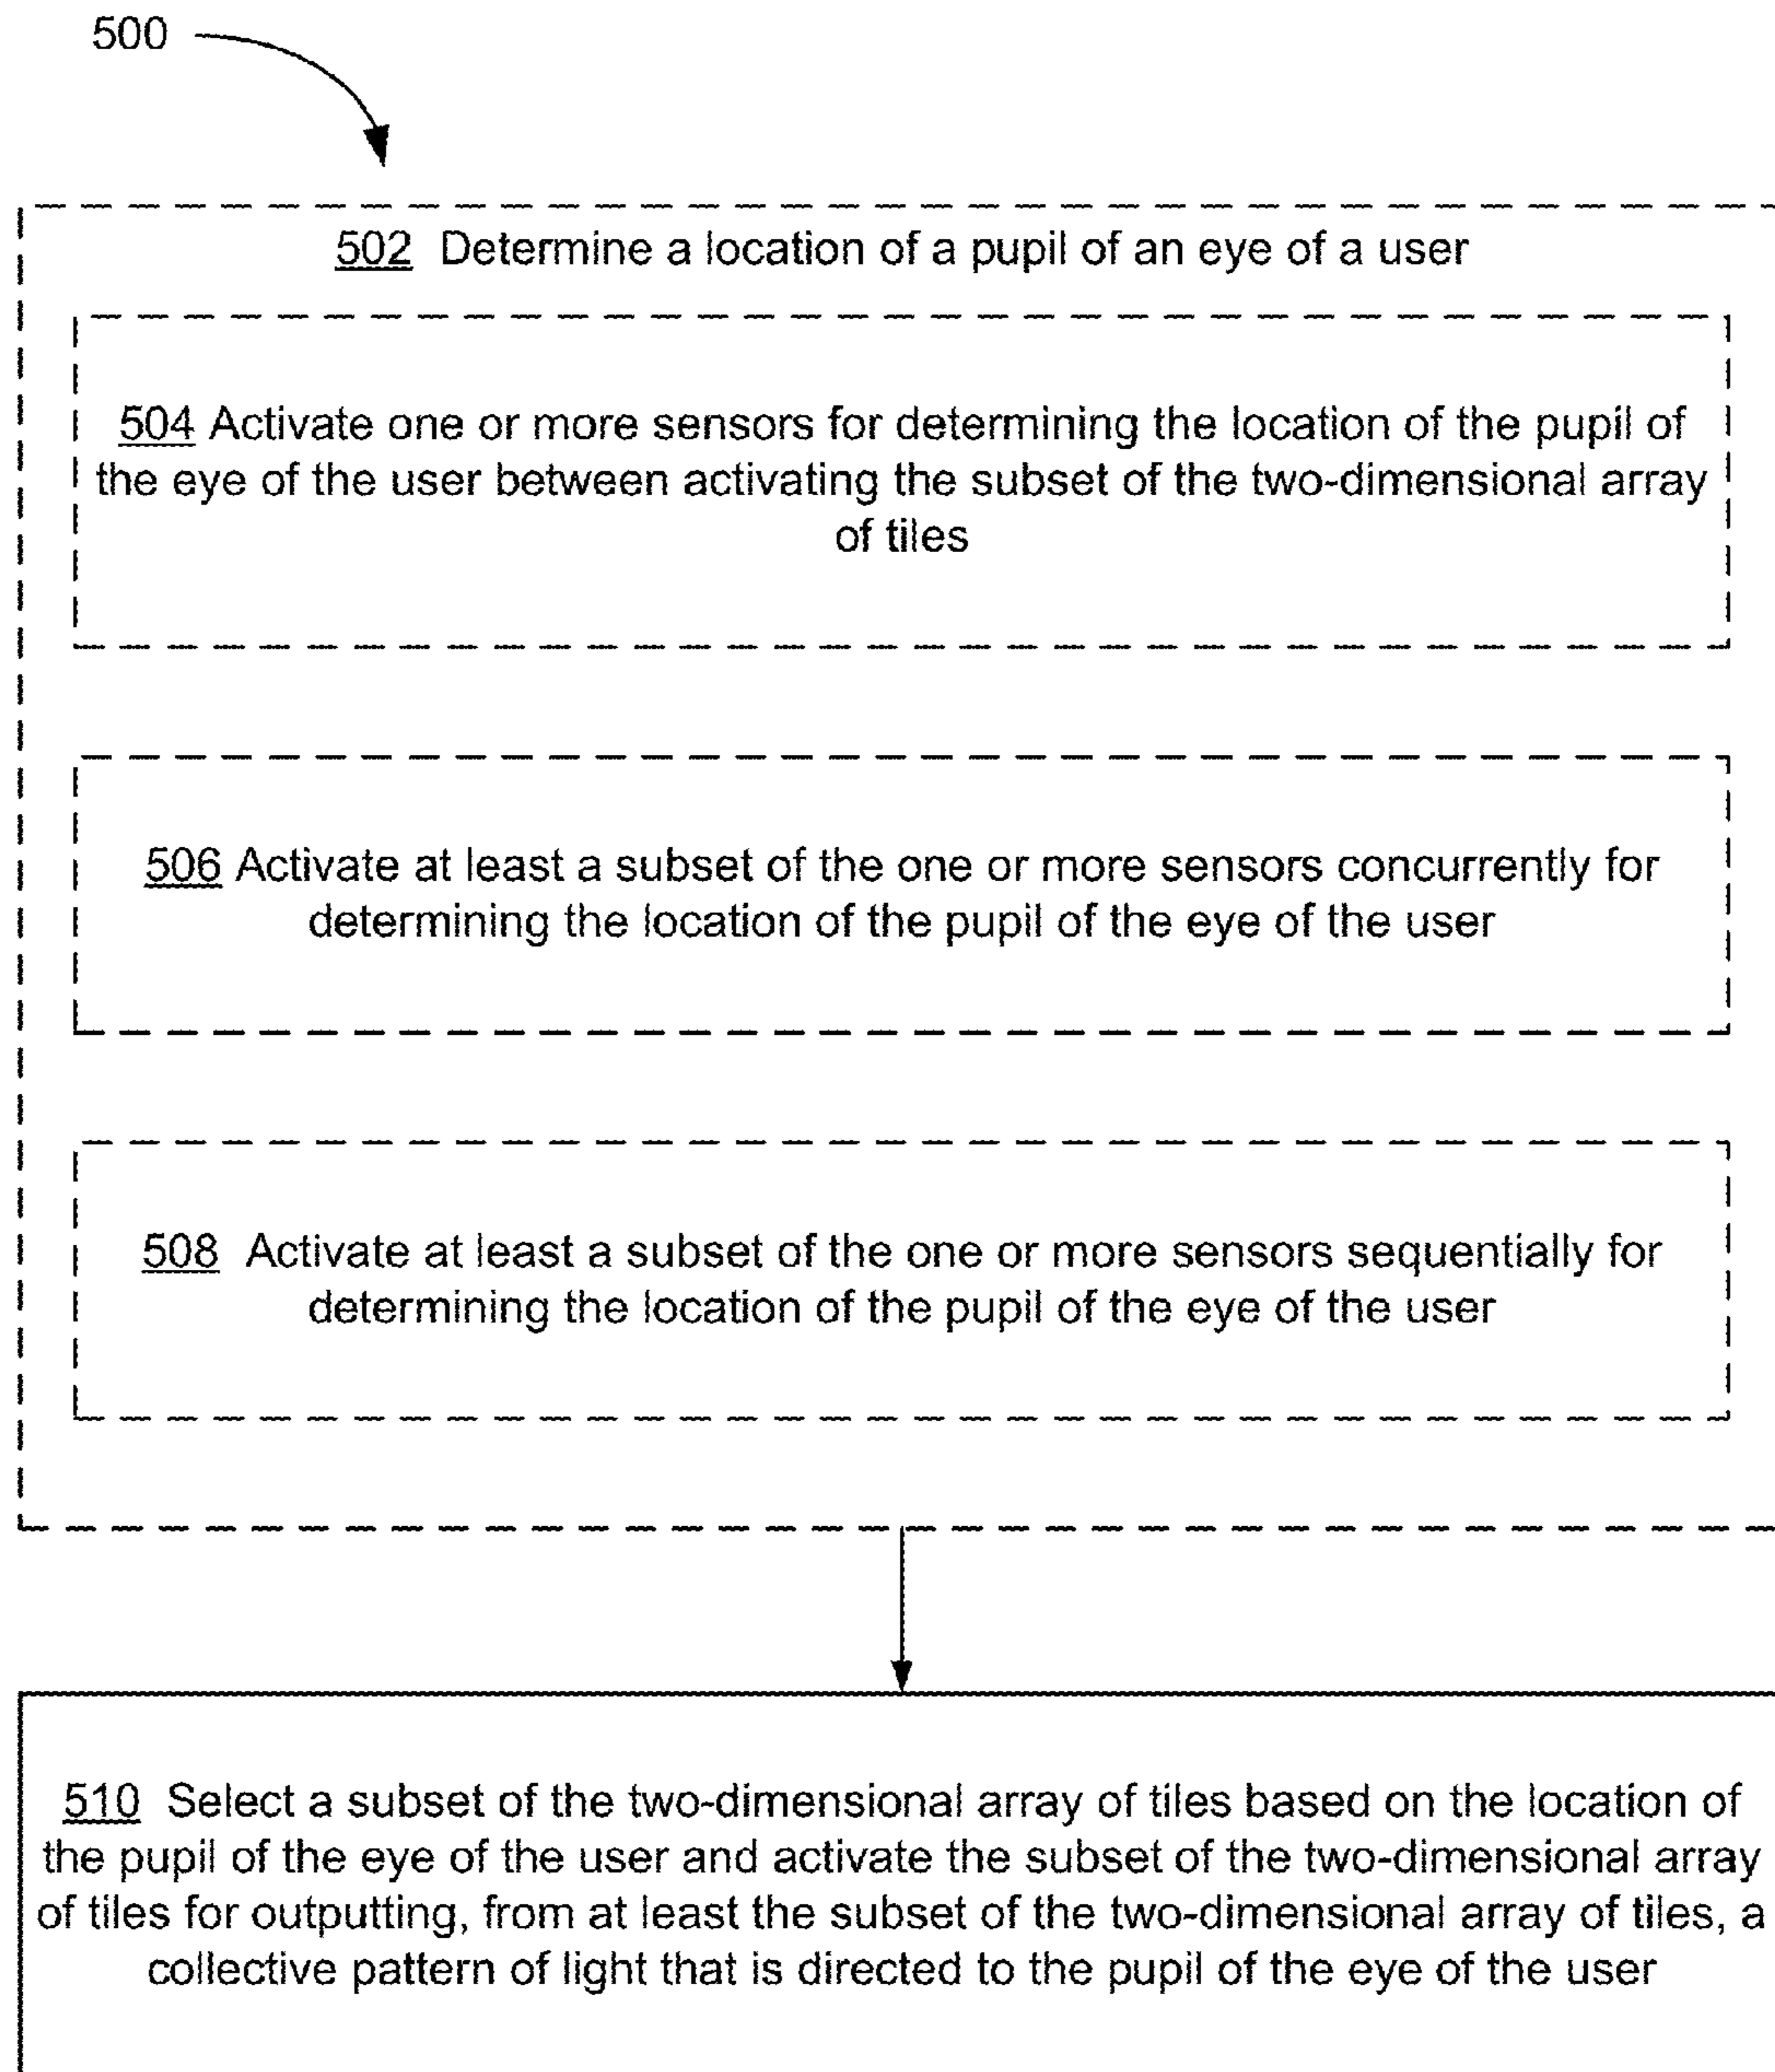 500
502 Determine a location of a pupil of an eye of a user
504 Activate one or more sensors for determining the location of the pupil of
the eye of the user between activating the subset of the two-dimensional array
of tiles
506 Activate at least a subset of the one or more sensors concurrently for
determining the location of the pupil of the eye of the user
508 Activate at least a subset of the one or more sensors sequentially for
determining the location of the pupil of the eye of the user
510 Select a subset of the two-dimensional array of tiles based on the location of
the pupil of the eye of the user and activate the subset of the two-dimensional array
of tiles for outputting, from at least the subset of the two-dimensional array of tiles, a
collective pattern of light that is directed to the pupil of the eye of the user